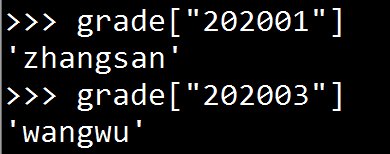 >>> grade["202001"]
'zhangsan'
>>> grade["202003"]
'wangwu'